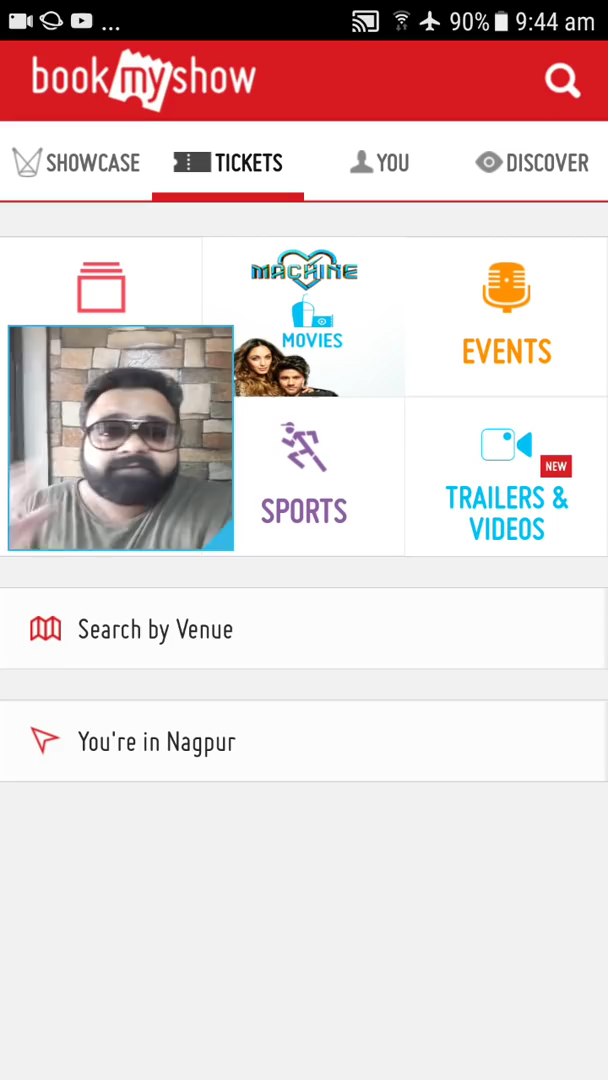 ... 90% 9:44 am
bookmyshow
SHOWCASE TICKETS YOU DISCOVER
MACHINE
MOVIES
EVENTS
SPORTS
NEW
TRAILERS &
VIDEOS
Search by Venue
You're in Nagpur